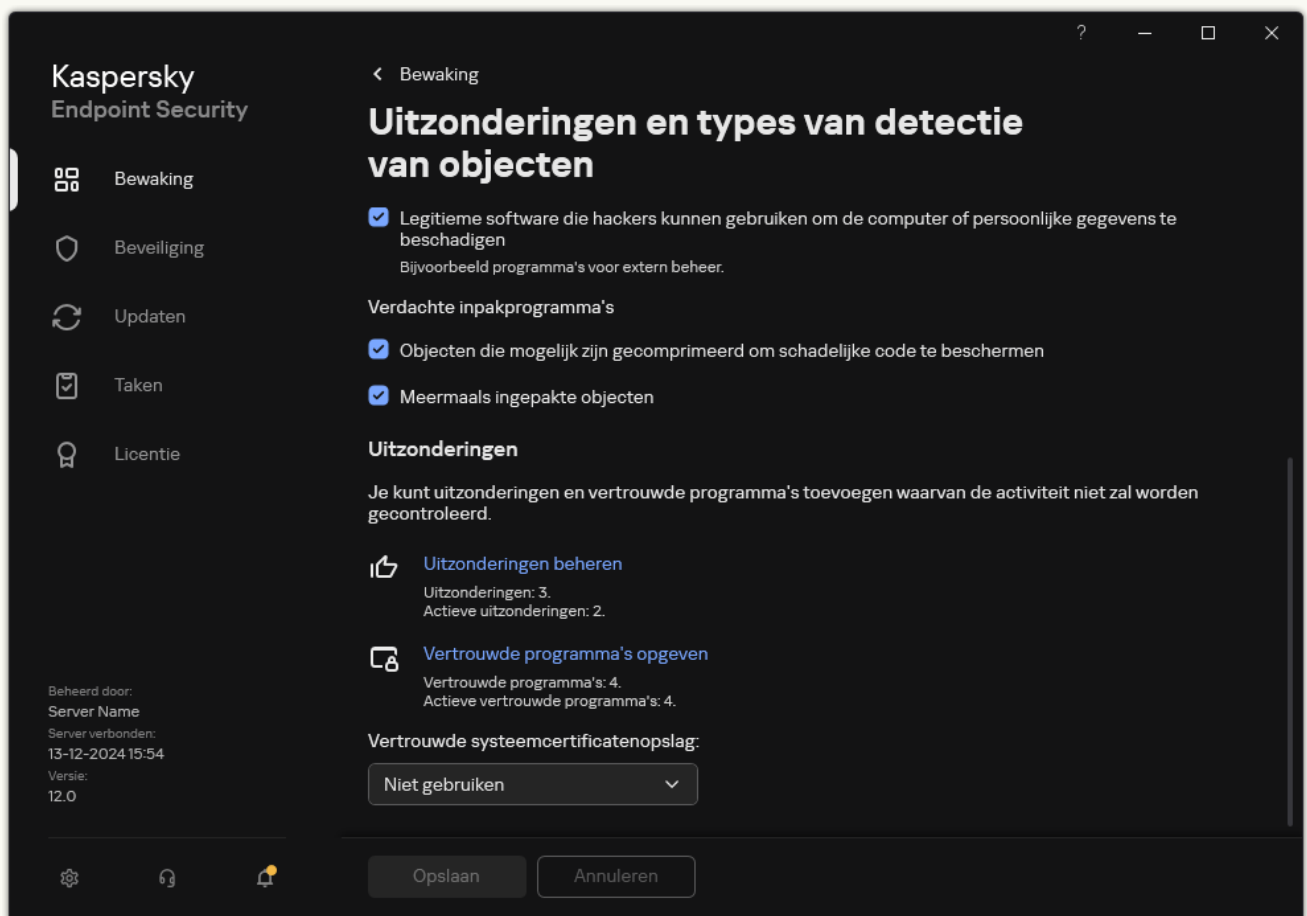 ?
Kaspersky
Endpoint Security
Bewaking
Beveiliging
Updaten
Taken
Licentie
Beheerd door:
Server Name
Server verbonden:
13-12-2024 15:54
Versie:
12.0
Bewaking
Uitzonderingen en types van detectie
van objecten
Legitieme software die hackers kunnen gebruiken om de computer of persoonlijke gegevens te
beschadigen
Bijvoorbeeld programma's voor extern beheer.
Verdachte inpakprogramma's
Objecten die mogelijk zijn gecomprimeerd om schadelijke code te beschermen
Meermaals ingepakte objecten
Uitzonderingen
Je kunt uitzonderingen en vertrouwde programma's toevoegen waarvan de activiteit niet zal worden
gecontroleerd.
Uitzonderingen beheren
Uitzonderingen: 3.
Actieve uitzonderingen: 2.
Vertrouwde programma's opgeven
Vertrouwde programma's: 4.
Actieve vertrouwde programma's: 4.
Vertrouwde systeemcertificatenopslag:
Niet gebruiken
Opslaan
Annuleren